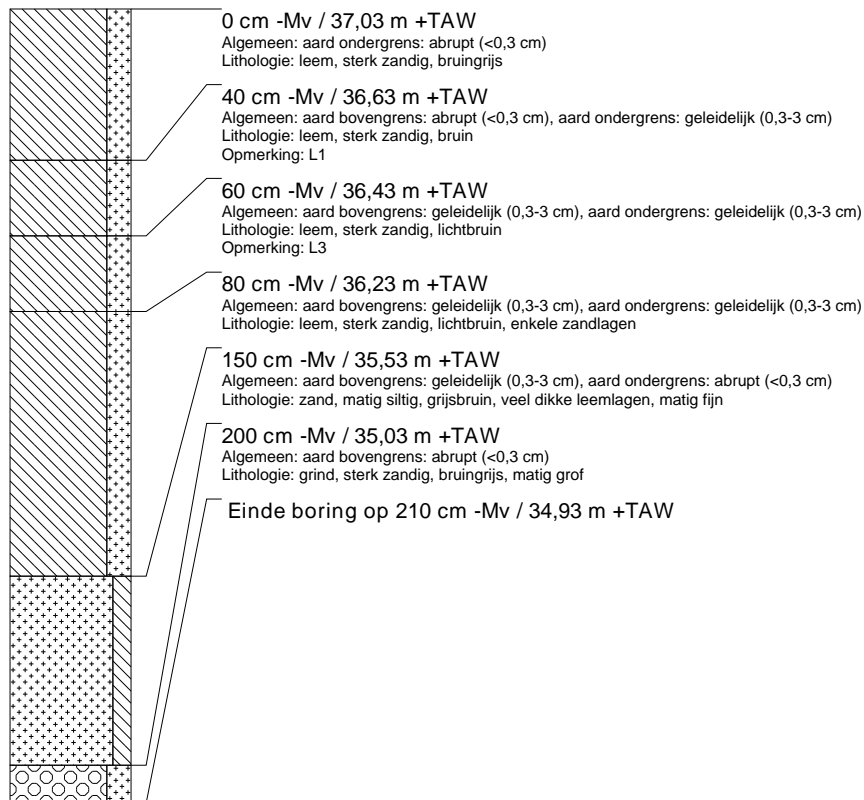 0 cm -Mv / 37,03 m +TAW
Algemeen: aard ondergrens: abrupt (<0,3 cm)
Lithologie: leem, sterk zandig, bruingrijs
40 cm -Mv / 36,63 m +TAW
Algemeen: aard bovengrens: abrupt (<0,3 cm), aard ondergrens: geleidelijk (0,3-3 cm)
Lithologie: leem, sterk zandig, bruin
Opmerking: L1
60 cm -Mv / 36,43 m +TAW
Algemeen: aard bovengrens: geleidelijk (0,3-3 cm), aard ondergrens: geleidelijk (0,3-3 cm)
Lithologie: leem, sterk zandig, lichtbruin
Opmerking: L3
80 cm -Mv / 36,23 m +TAW
Algemeen: aard bovengrens: geleidelijk (0,3-3 cm), aard ondergrens: geleidelijk (0,3-3 cm)
Lithologie: leem, sterk zandig, lichtbruin, enkele zandlagen
150 cm -Mv / 35,53 m +TAW
Algemeen: aard bovengrens: geleidelijk (0,3-3 cm), aard ondergrens: abrupt (<0,3 cm)
Lithologie: zand, matig siltig, grijsbruin, veel dikke leemlagen, matig fijn
200 cm -Mv / 35,03 m +TAW
Algemeen: aard bovengrens: abrupt (<0,3 cm)
Lithologie: grind, sterk zandig, bruingrijs, matig grof
Einde boring op 210 cm -Mv / 34,93 m +TAW